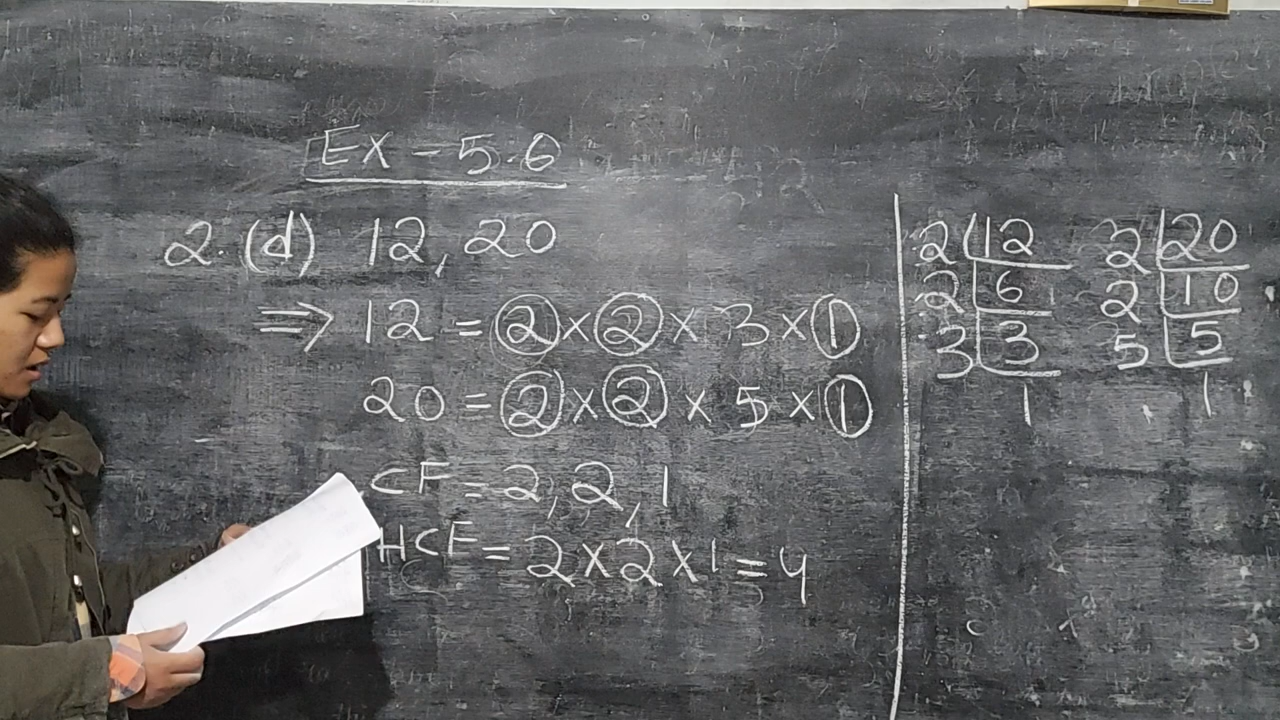 Ex - 5.6
2. (d) 12, 20
⇒ 12 = 2 × 2 × 3 × 1
20 = 2 × 2 × 5 × 1
CF = 2, 2, 1
HCF = 2 × 2 × 1 = 4
2 | 12
2 | 6
3 | 3
1
2 | 20
2 | 10
5 | 5
1